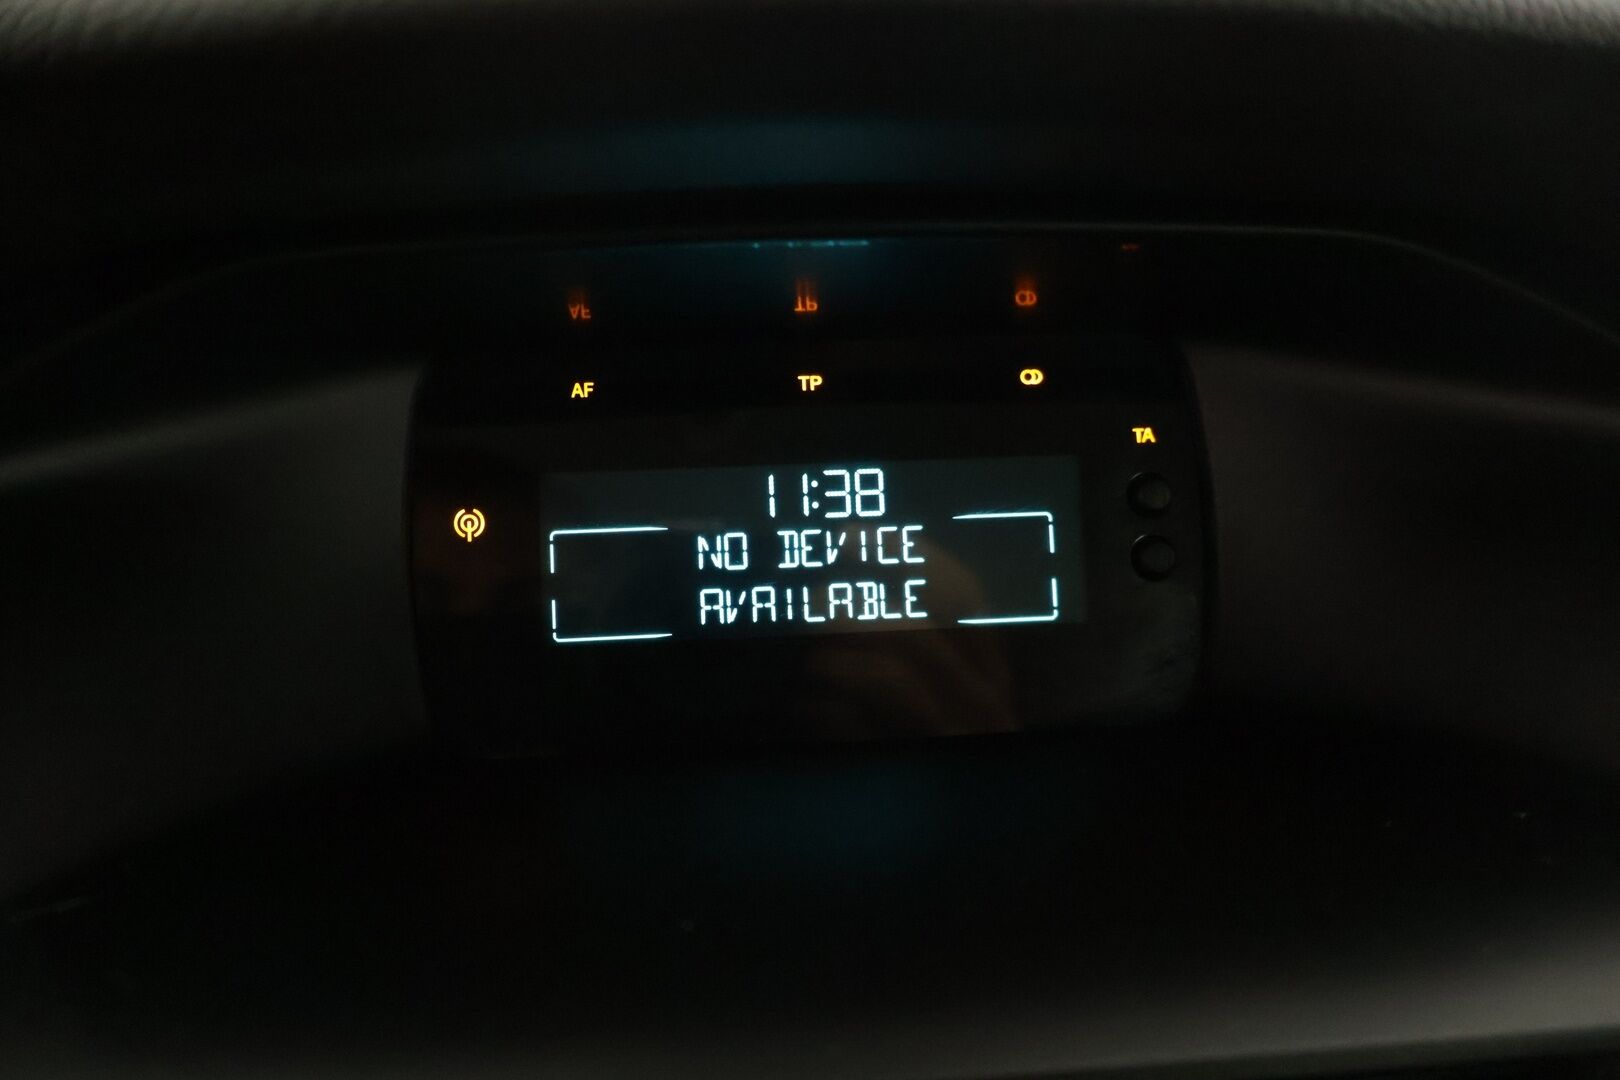 AF
TP
TA
11:38
NO DEVICE
AVAILABLE